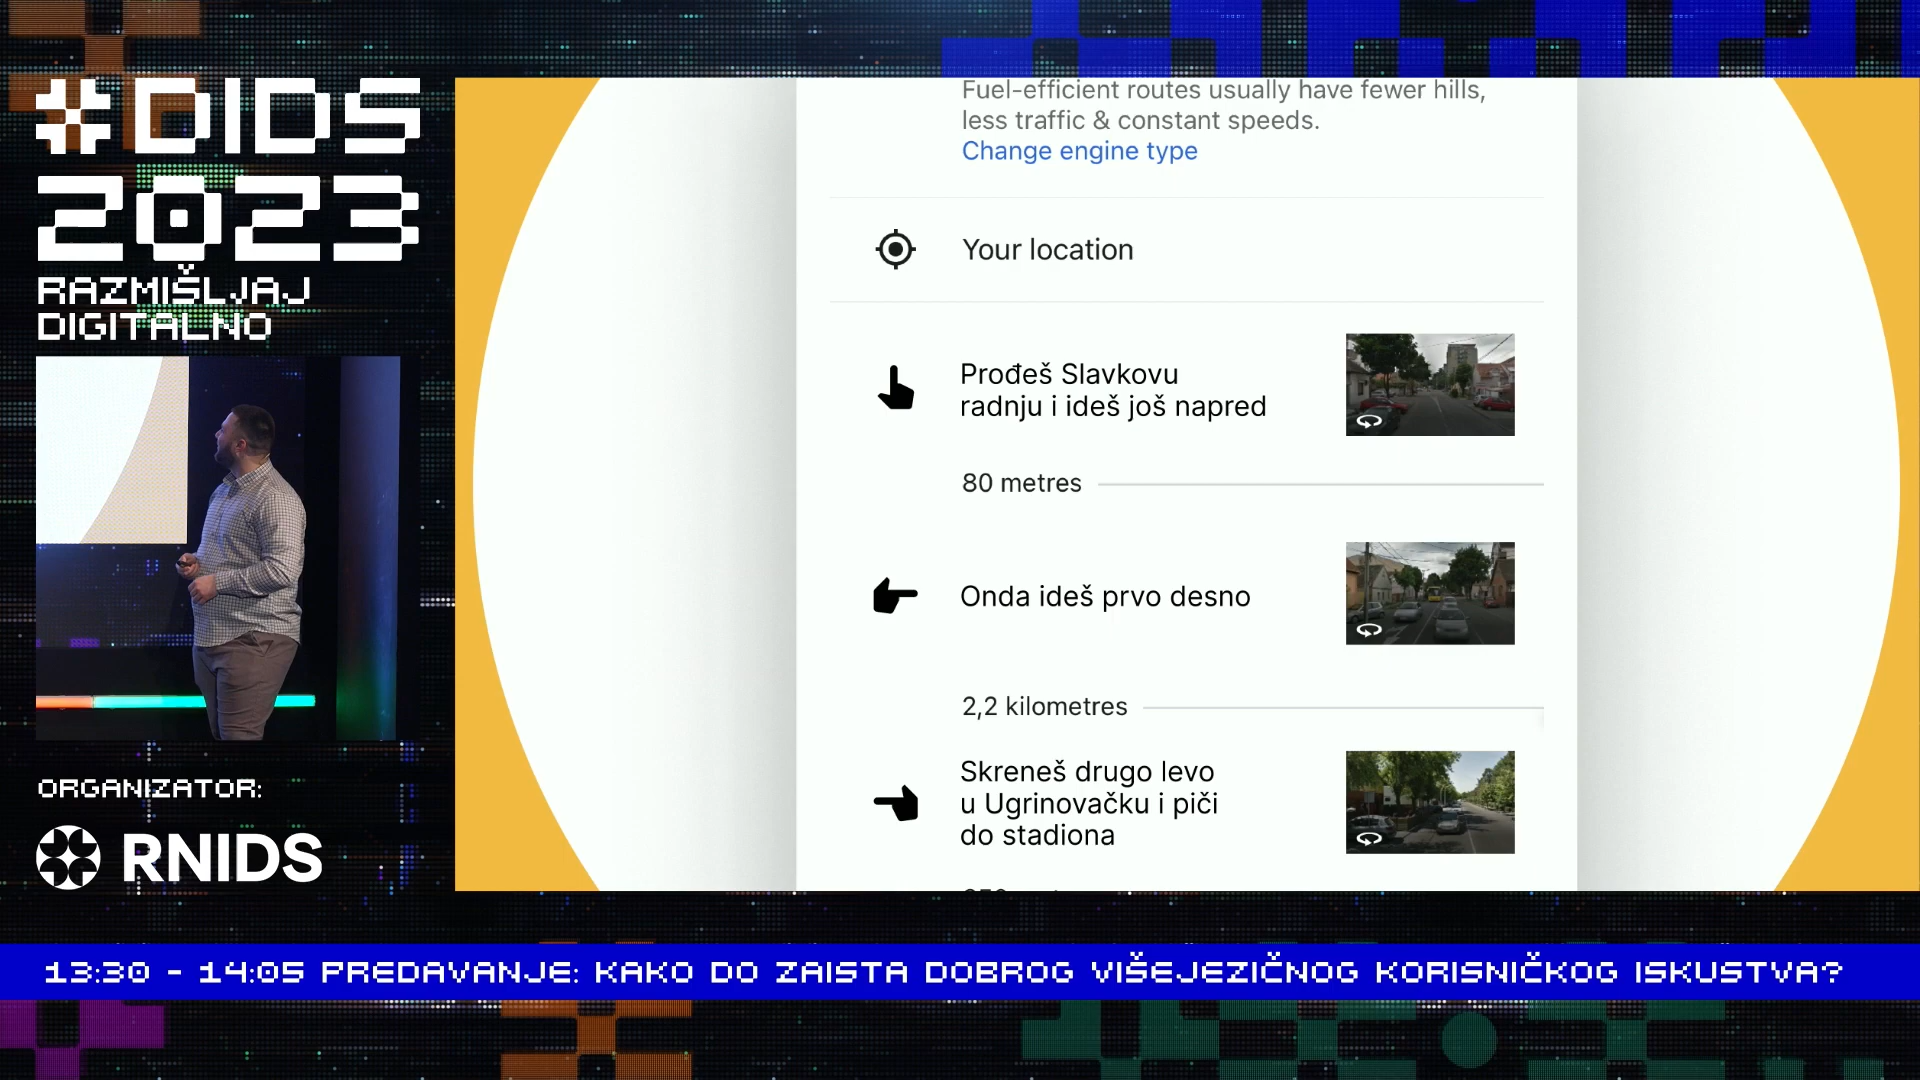 #DIDS
2023
RAZMIŠLJAJ
DIGITALNO
ORGANIZATOR:
RNIDS
Fuel-efficient routes usually have fewer hills,
less traffic & constant speeds.
Change engine type
Your location
Prođeš Slavkovu
radnju i ideš još napred
80 metres
Onda ideš prvo desno
2,2 kilometres
Skreneš drugo levo
u Ugrinovačku i piči
do stadiona
13:30 - 14:05 PREDAVANJE: KAKO DO ZAISTA DOBROG VIŠEJEZIČNOG KORISNIČKOG ISKUSTVA?